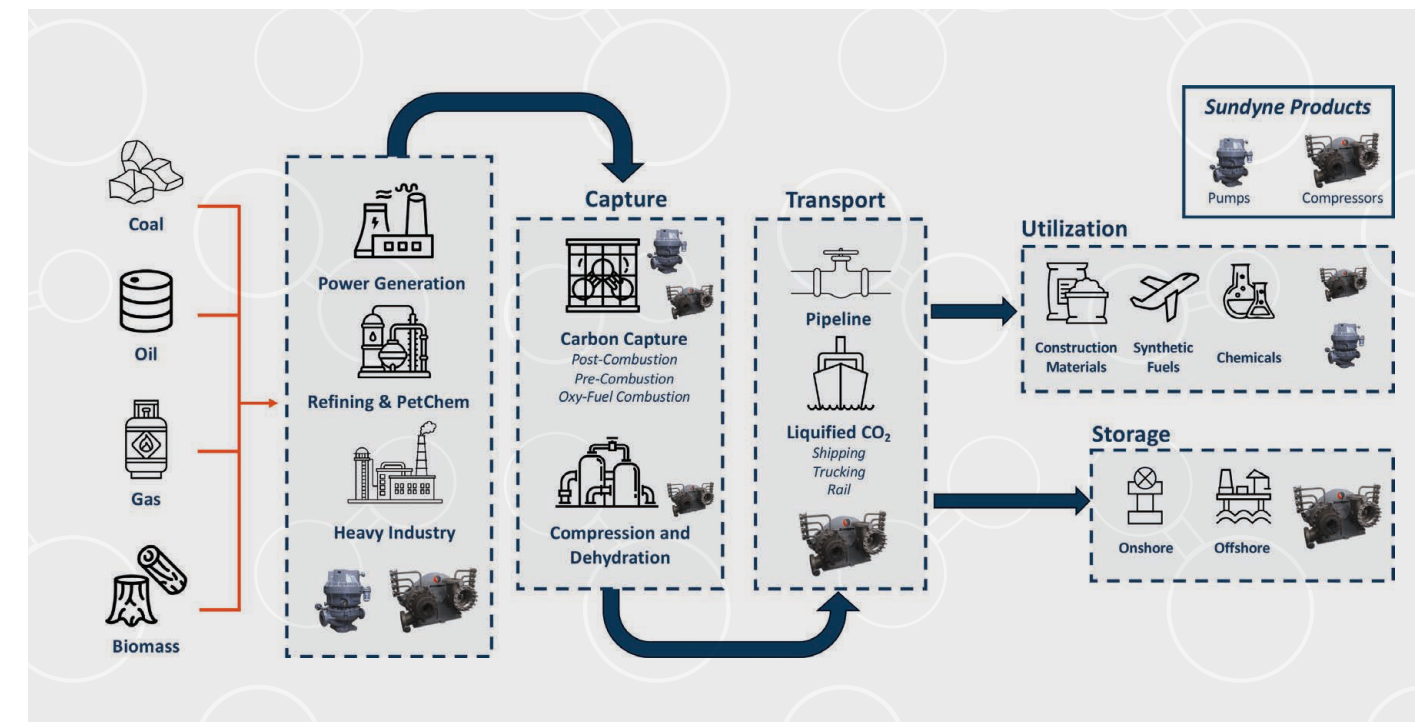 Coal
Oil
Gas
Biomass
Power Generation
Refining & PetChem
Heavy Industry
Capture
Carbon Capture
Post-Combustion
Pre-Combustion
Oxy-Fuel Combustion
Compression and
Dehydration
Transport
Pipeline
Liquified CO₂
Shipping
Trucking
Rail
Sundyne Products
Pumps
Compressors
Utilization
Construction
Materials
Synthetic
Fuels
Chemicals
Storage
Onshore
Offshore